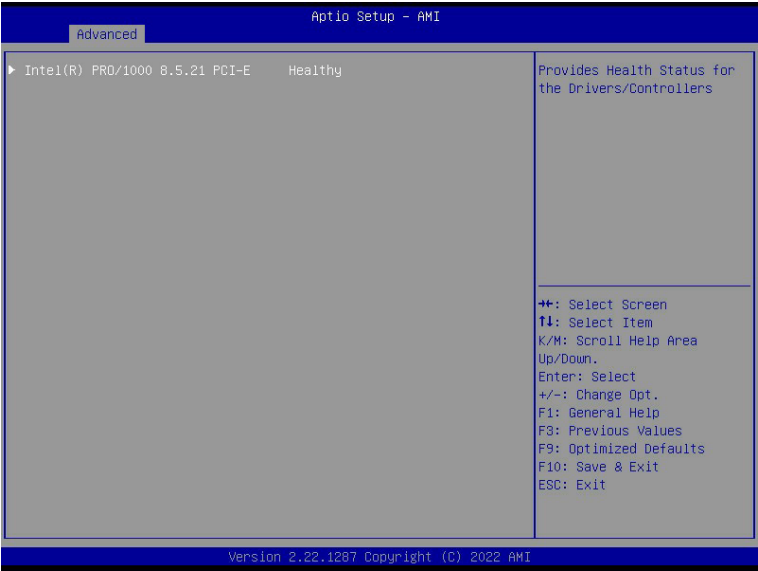 Aptio Setup – AMI
Advanced
Intel(R) PRO/1000 8.5.21 PCI-E Healthy
Provides Health Status for
the Drivers/Controllers
→←: Select Screen
↑↓: Select Item
K/M: Scroll Help Area
Up/Down.
Enter: Select
+/-: Change Opt.
F1: General Help
F3: Previous Values
F9: Optimized Defaults
F10: Save & Exit
ESC: Exit
Version 2.22.1287 Copyright (C) 2022 AMI